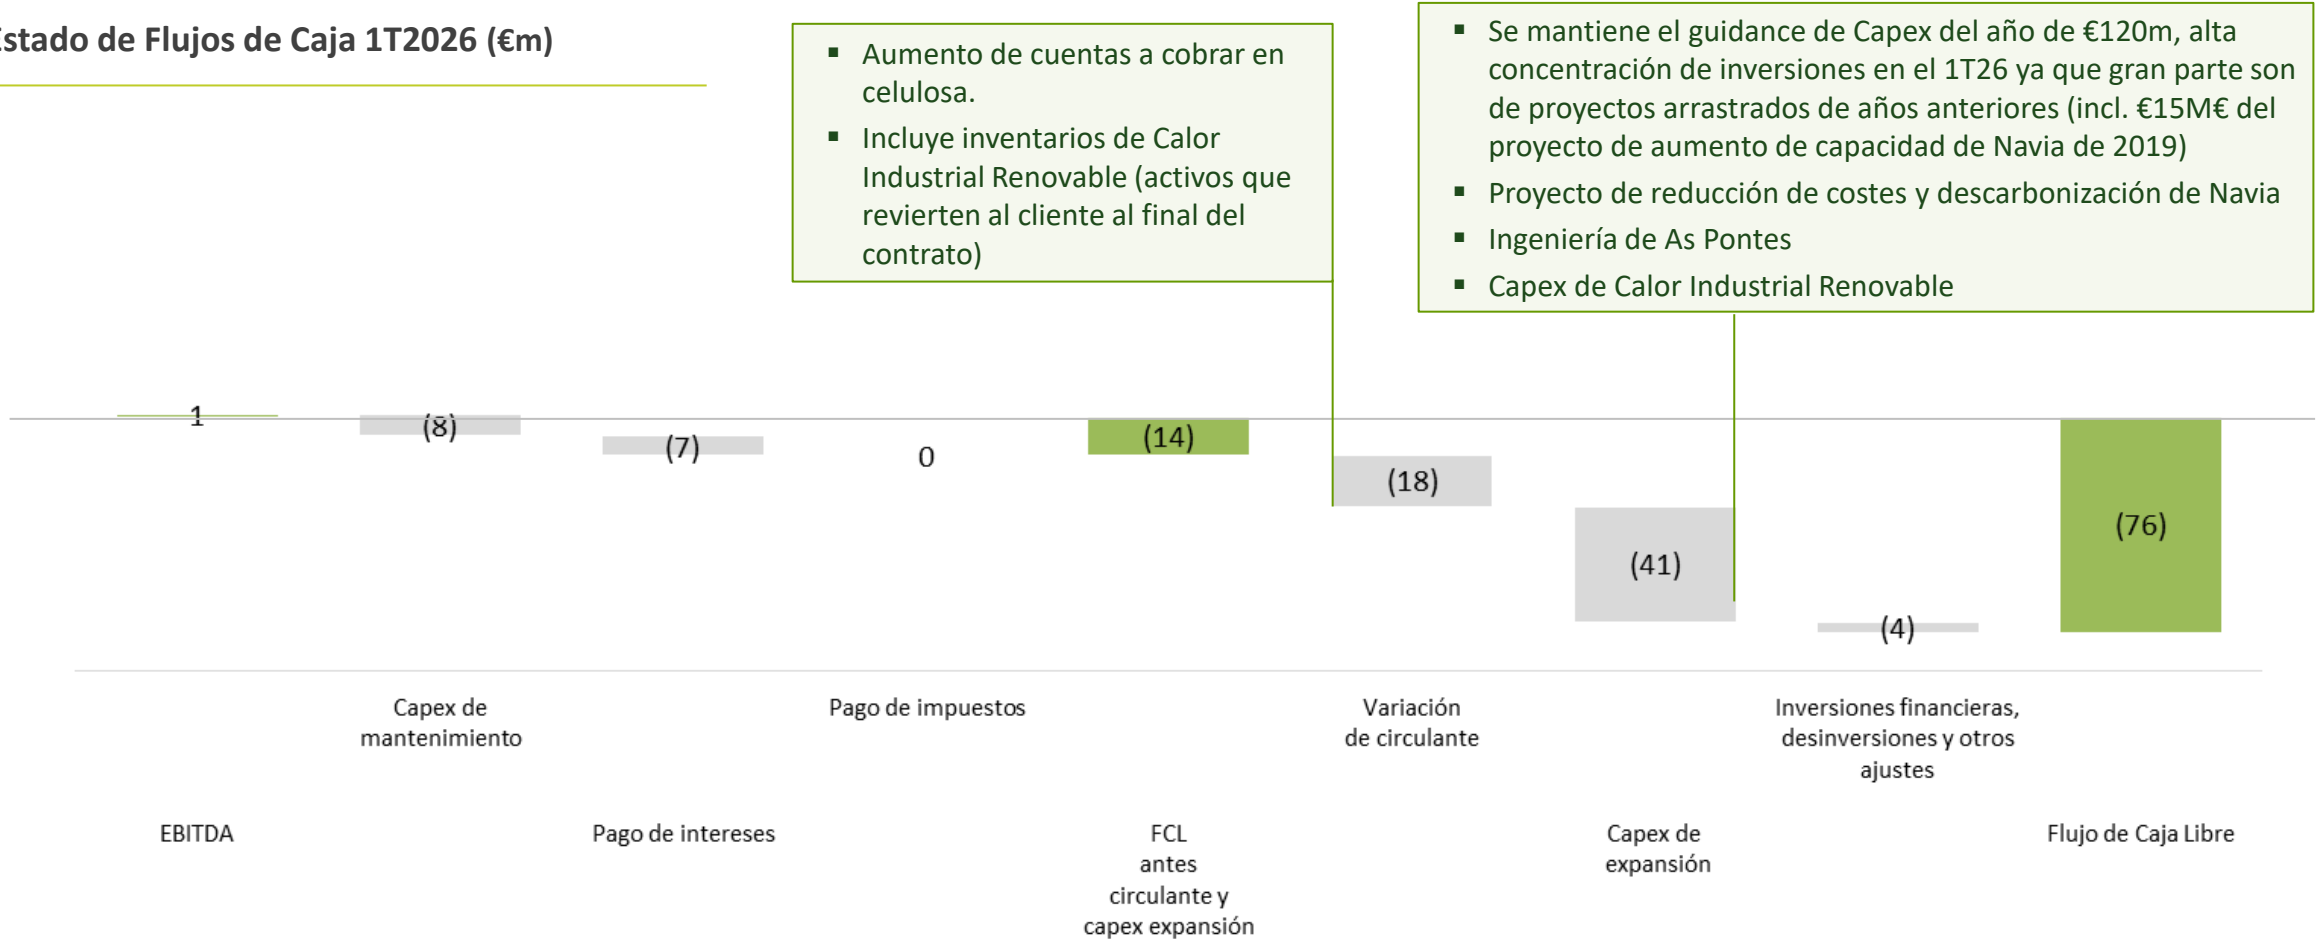 Estado de Flujos de Caja 1T2026 (€m)
▪ Aumento de cuentas a cobrar en
celulosa.
▪ Incluye inventarios de Calor
Industrial Renovable (activos que
revierten al cliente al final del
contrato)
▪ Se mantiene el guidance de Capex del año de €120m, alta
concentración de inversiones en el 1T26 ya que gran parte son
de proyectos arrastrados de años anteriores (incl. €15M€ del
proyecto de aumento de capacidad de Navia de 2019)
▪ Proyecto de reducción de costes y descarbonización de Navia
▪ Ingeniería de As Pontes
▪ Capex de Calor Industrial Renovable
1
(8)
(7)
0
(14)
(18)
(41)
(4)
(76)
Capex de
mantenimiento
Pago de impuestos
Variación
de circulante
Inversiones financieras,
desinversiones y otros
ajustes
EBITDA
Pago de intereses
FCL
antes
circulante y
capex expansión
Capex de
expansión
Flujo de Caja Libre